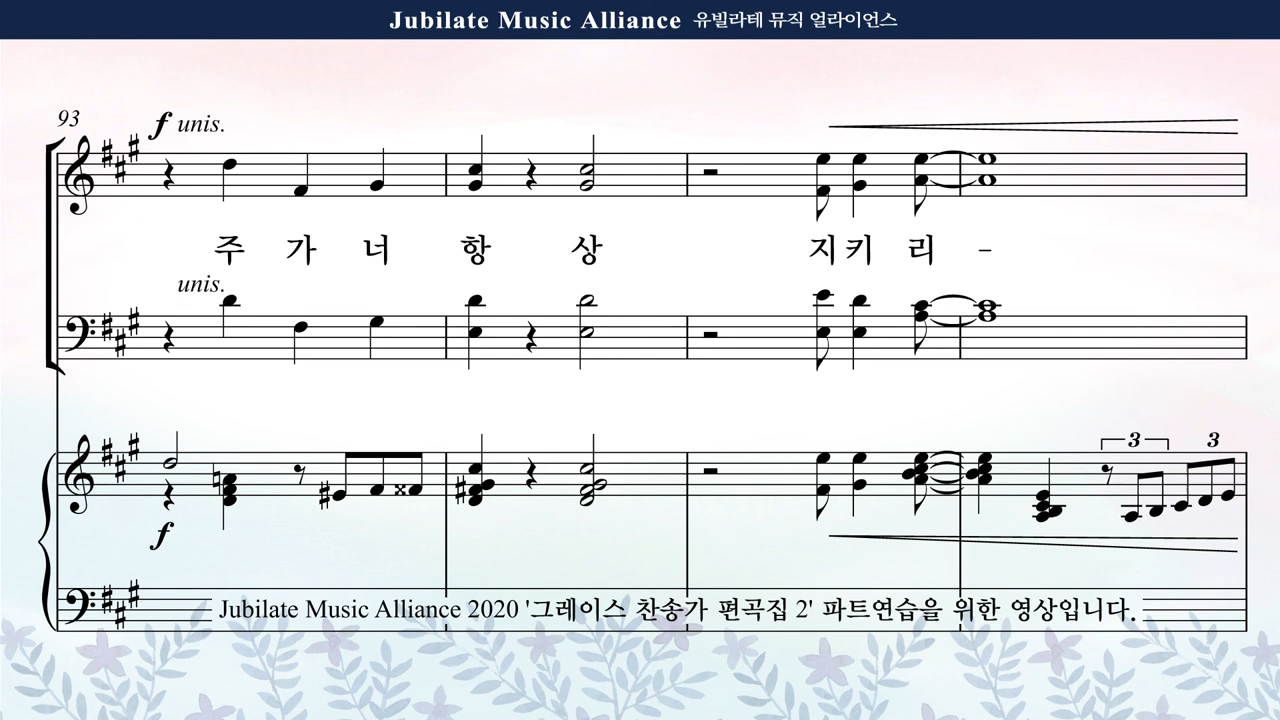 Jubilate Music Alliance 유빌라테 뮤직 얼라이언스
93
f unis.
주 가 너 항 상 지 키 리 -
unis.
3 3
f
Jubilate Music Alliance 2020 '그레이스 찬송가 편곡집 2' 파트연습을 위한 영상입니다.